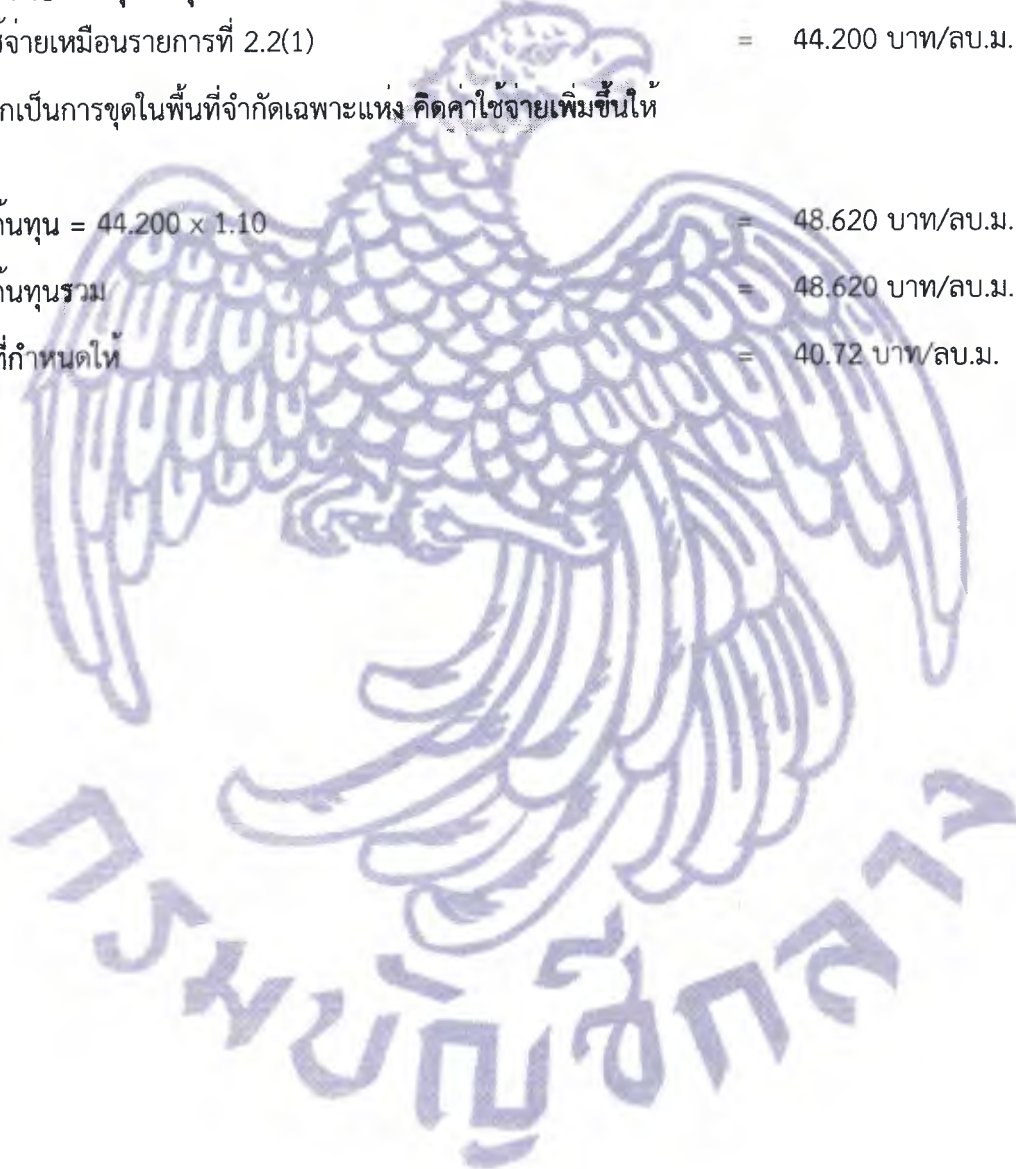 ช้จ่ายเหมือนรายการที่ 2.2(1) = 44.200 บาท/ลบ.ม.
กเป็นการขุดในพื้นที่จำกัดเฉพาะแห่ง คิดค่าใช้จ่ายเพิ่มขึ้นให้
้นทุน = 44.200 x 1.10 = 48.620 บาท/ลบ.ม.
้นทุนรวม = 48.620 บาท/ลบ.ม.
ที่กำหนดให้ = 40.72 บาท/ลบ.ม.
กรมบัญชีกลาง